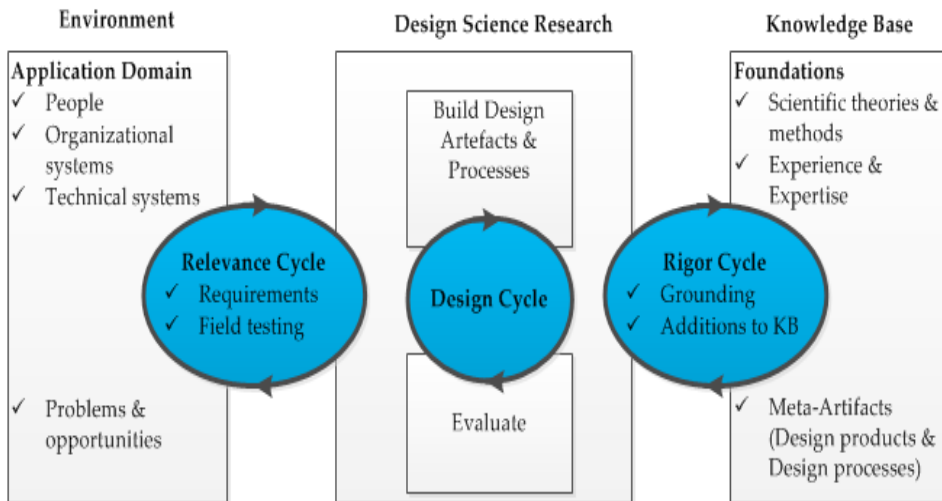 Environment
Design Science Research
Knowledge Base
Application Domain
✓ People
✓ Organizational
systems
✓ Technical systems
✓ Problems &
opportunities
Relevance Cycle
✓ Requirements
✓ Field testing
Build Design
Artefacts &
Processes
Design Cycle
Evaluate
Rigor Cycle
✓ Grounding
✓ Additions to KB
Foundations
✓ Scientific theories &
methods
✓ Experience &
Expertise
✓ Meta-Artifacts
(Design products &
Design processes)